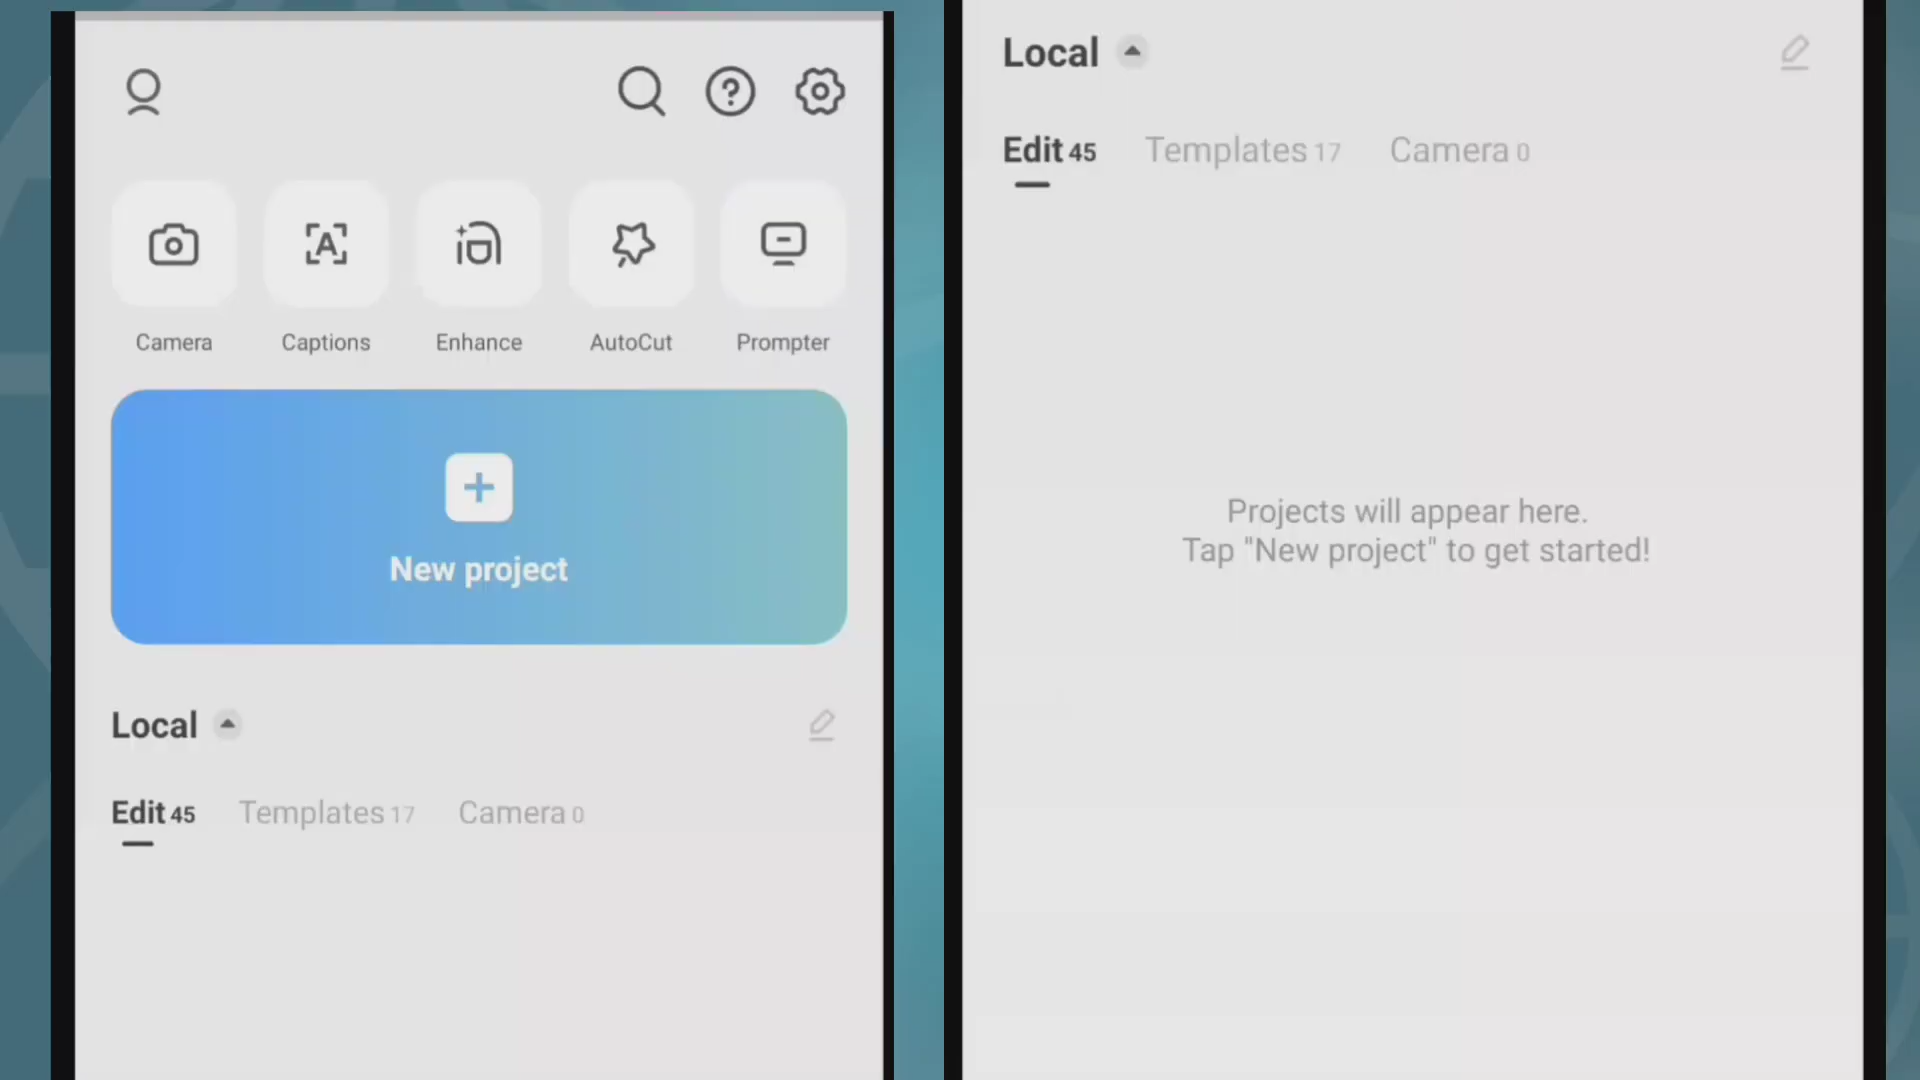 Camera
Captions
Enhance
AutoCut
Prompter
New project
Local
Edit 45
Templates 17
Camera 0
Local
Edit 45
Templates 17
Camera 0
Projects will appear here.
Tap "New project" to get started!